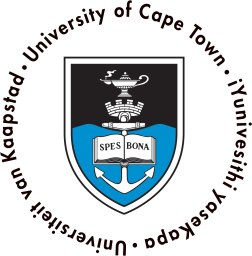 University of Cape Town · iYunivesithi yaseKapa · Universiteit van Kaapstad ·
SPES BONA